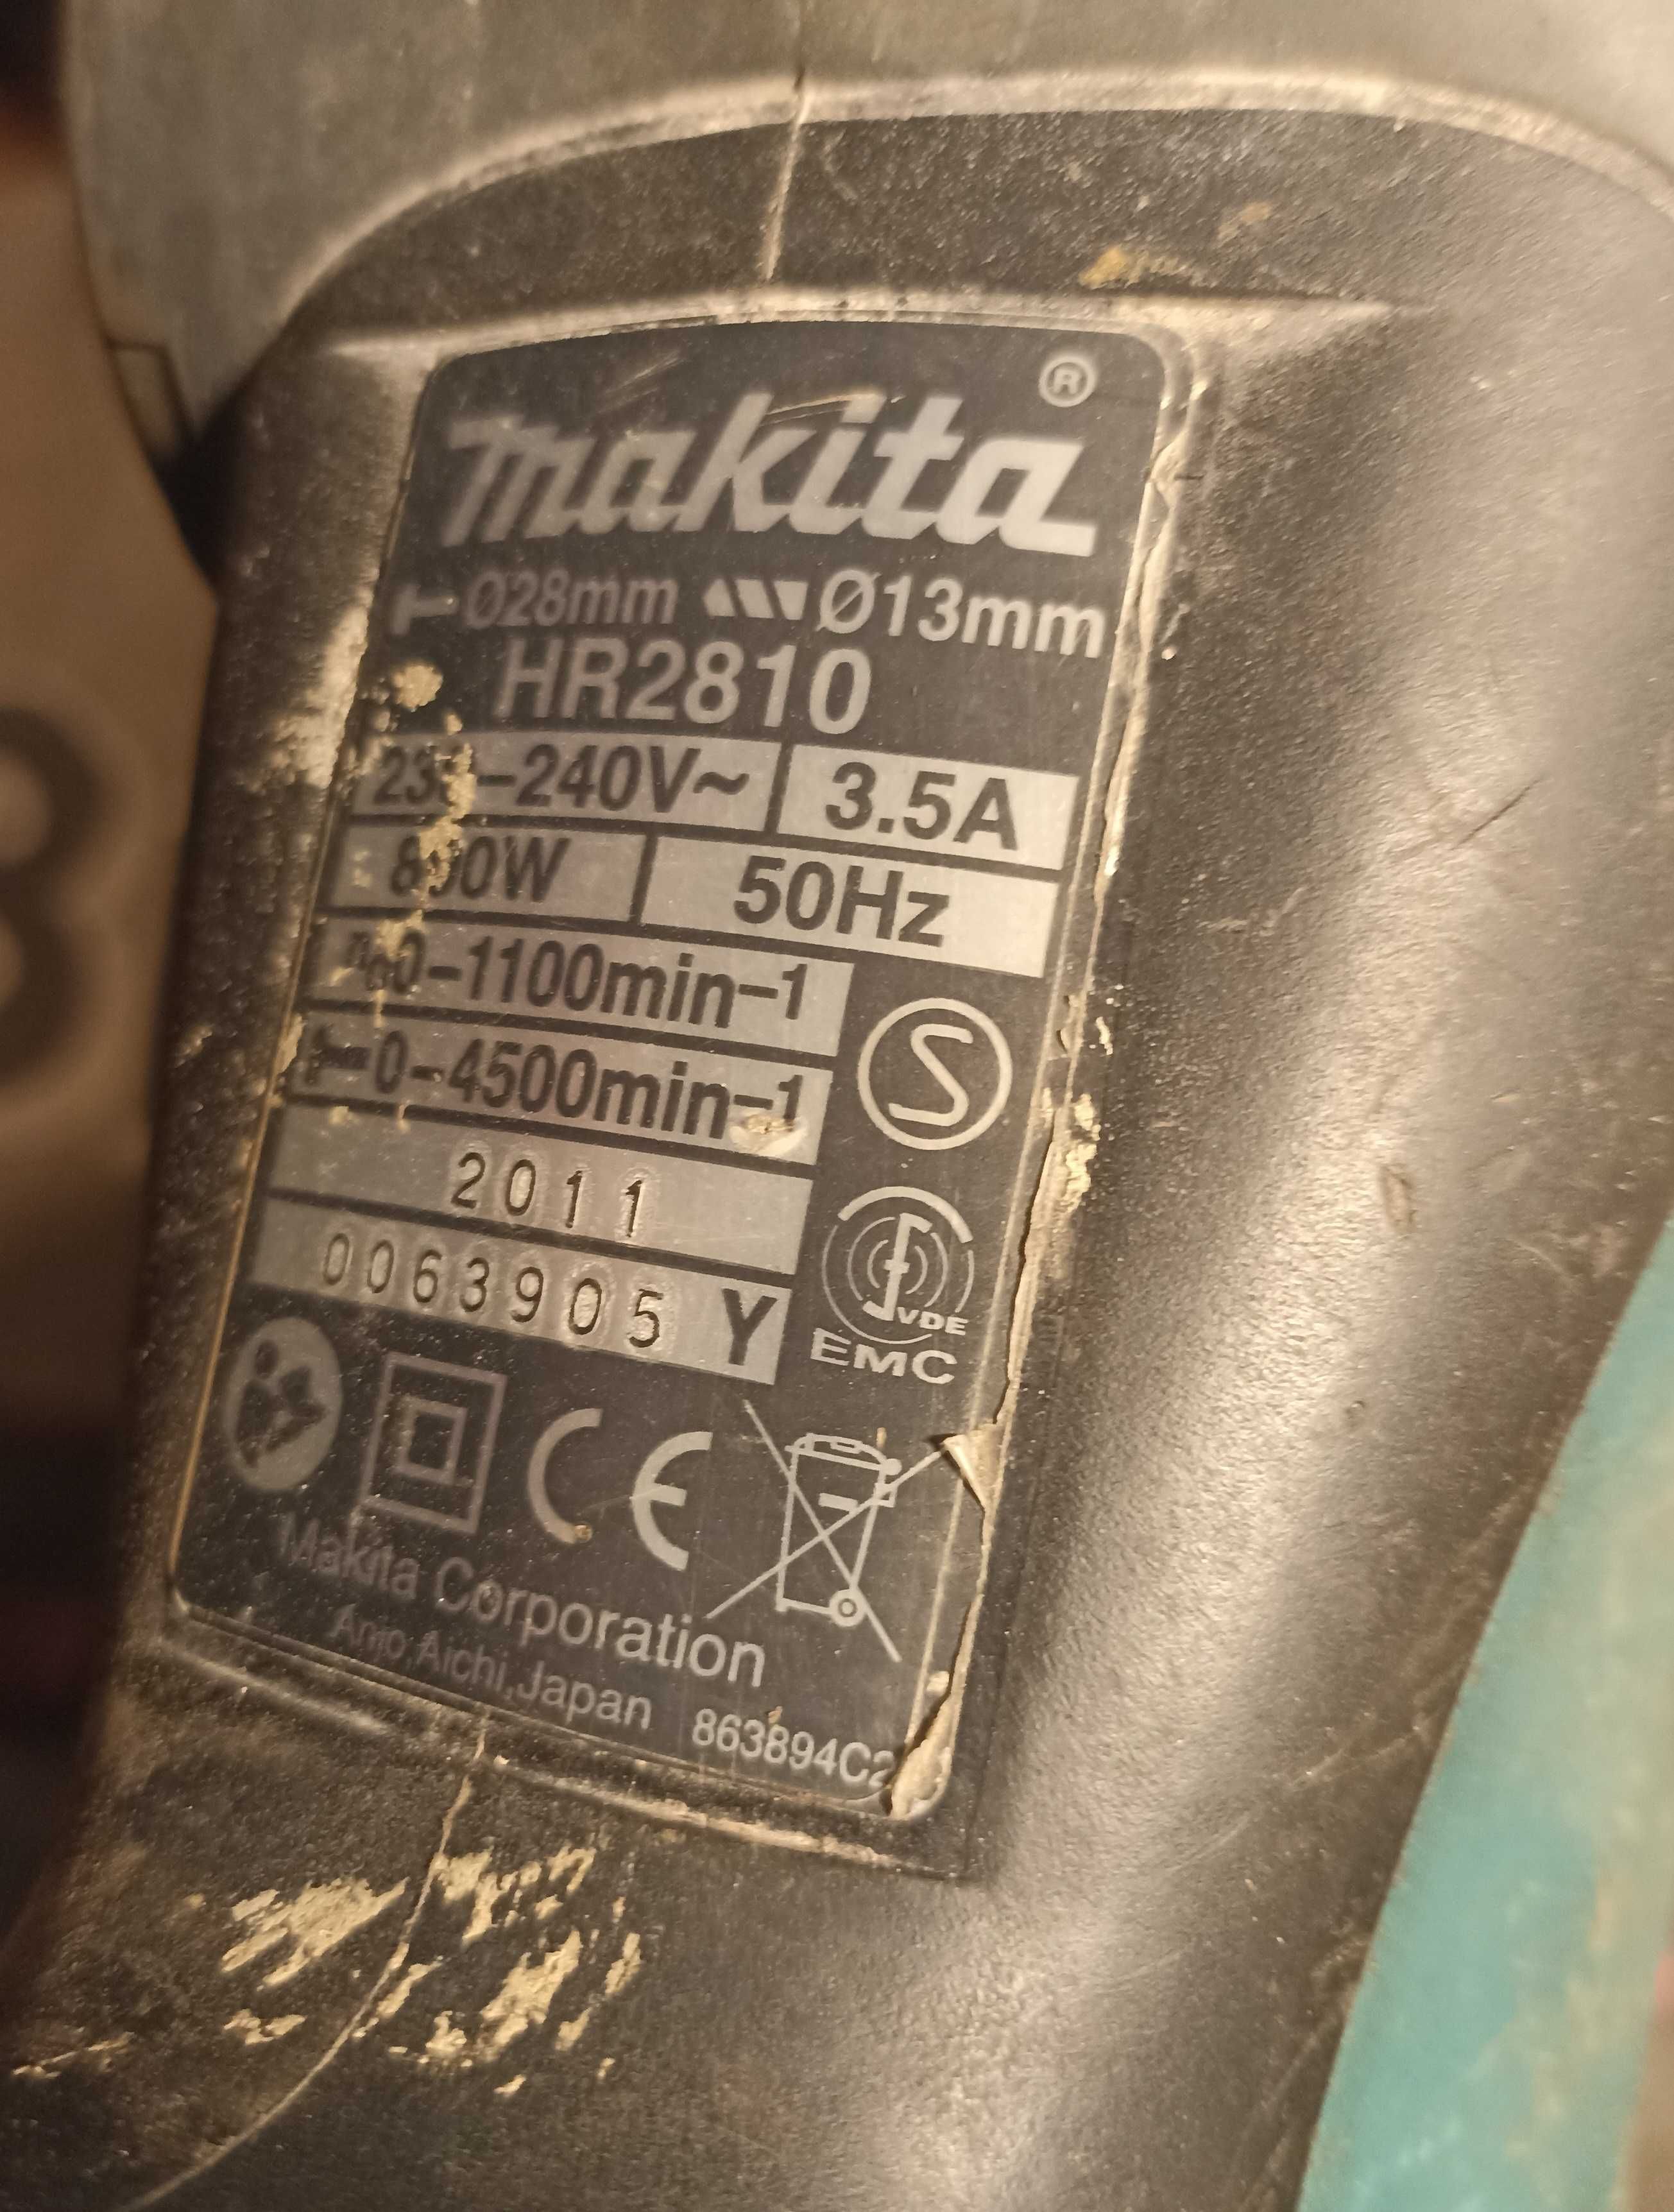 makita®
Ø28mm Ø13mm
HR2810
-240V~ 3.5A
50Hz
0-1100min-1
0-4500min-1
2011
0063905 Y
S
VDE
EMC
CE
Makita Corporation
Anjo,Aichi,Japan 863894C2